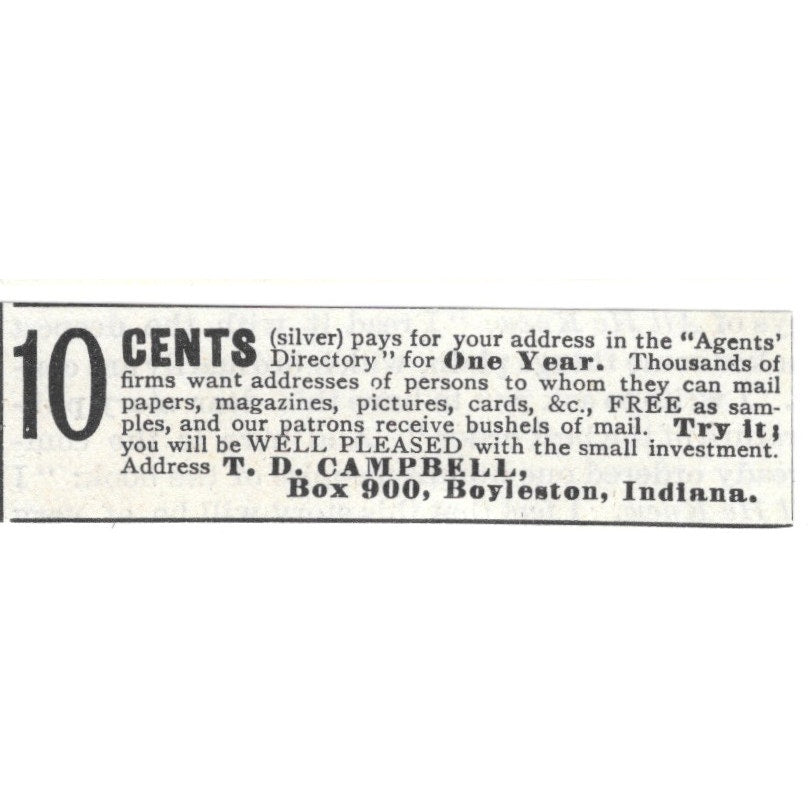 10 CENTS (silver) pays for your address in the "Agents'
Directory" for One Year. Thousands of
firms want addresses of persons to whom they can mail
papers, magazines, pictures, cards, &c., FREE as sam-
ples, and our patrons receive bushels of mail. Try it;
you will be WELL PLEASED with the small investment.
Address T. D. CAMPBELL,
Box 900, Boyleston, Indiana.